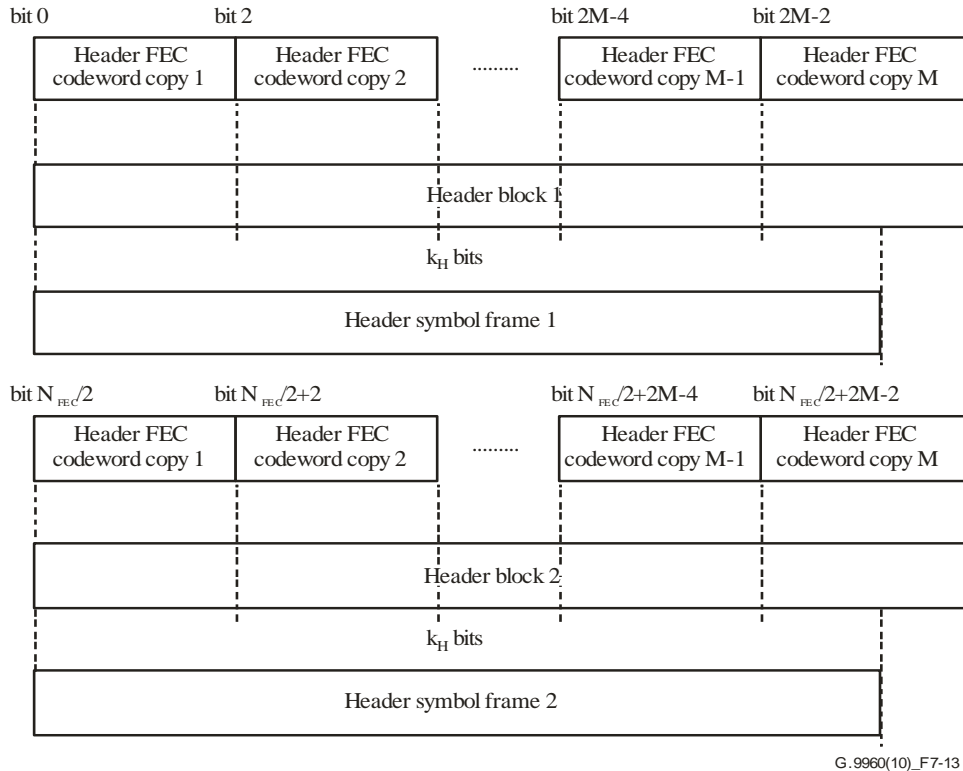 bit 0 bit 2 bit 2M-4 bit 2M-2
Header FEC codeword copy 1
Header FEC codeword copy 2
.........
Header FEC codeword copy M-1
Header FEC codeword copy M
Header block 1
k_H bits
Header symbol frame 1
bit N_FEC/2 bit N_FEC/2+2 bit N_FEC/2+2M-4 bit N_FEC/2+2M-2
Header FEC codeword copy 1
Header FEC codeword copy 2
.........
Header FEC codeword copy M-1
Header FEC codeword copy M
Header block 2
k_H bits
Header symbol frame 2
G.9960(10)_F7-13